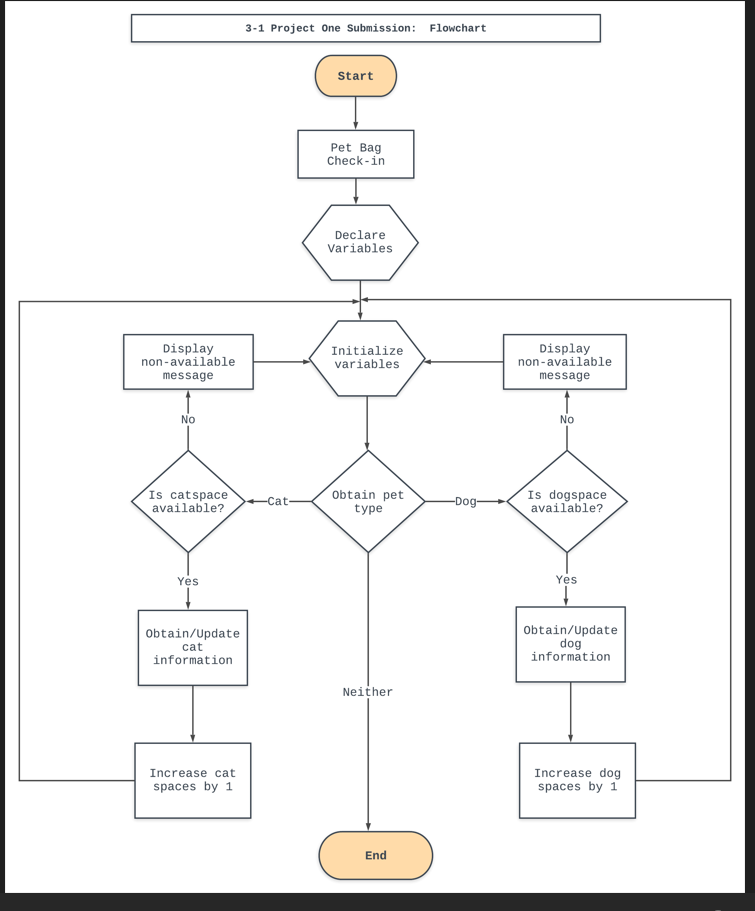 3-1 Project One Submission:  Flowchart
Start
Pet Bag
Check-in
Declare
Variables
Display
non-available
message
Initialize
variables
Display
non-available
message
No
No
Is catspace
available?
Cat
Obtain pet
type
Dog
Is dogspace
available?
Yes
Yes
Obtain/Update
cat
information
Obtain/Update
dog
information
Neither
Increase cat
spaces by 1
Increase dog
spaces by 1
End